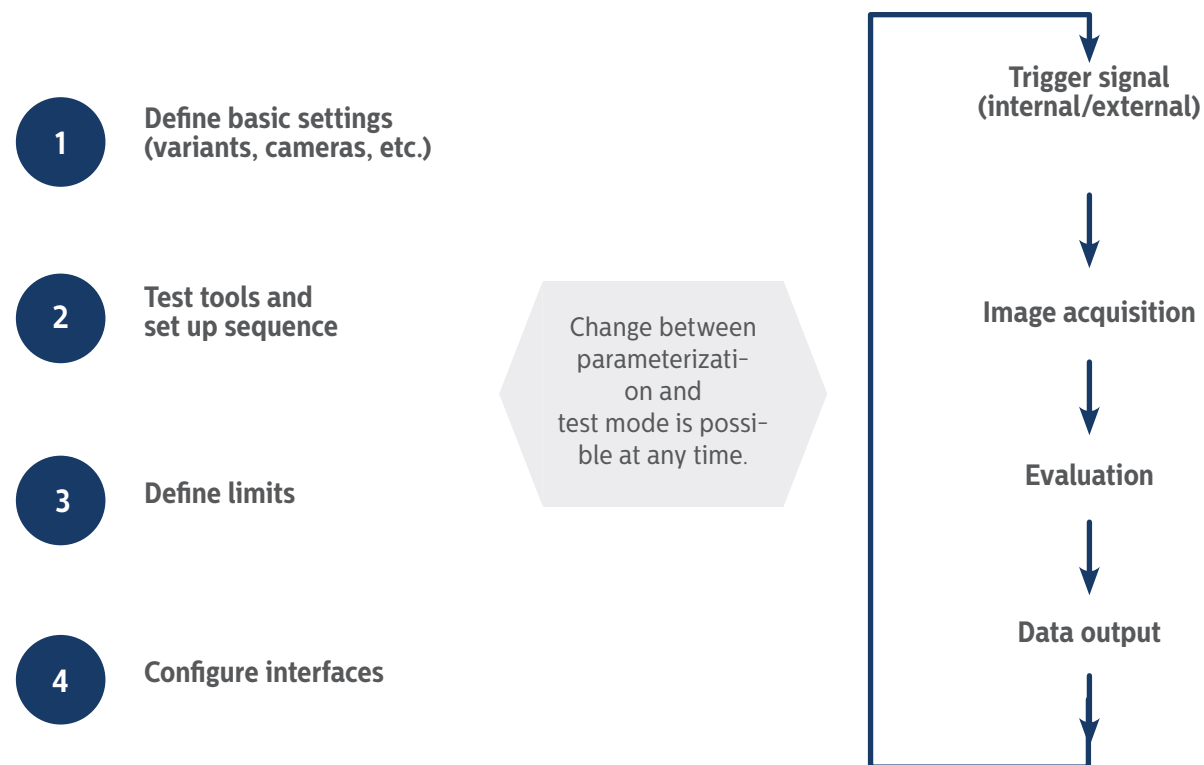 1
Define basic settings
(variants, cameras, etc.)
2
Test tools and
set up sequence
3
Define limits
4
Configure interfaces
Change between
parameterizati-
on and
test mode is possi-
ble at any time.
Trigger signal
(internal/external)
Image acquisition
Evaluation
Data output